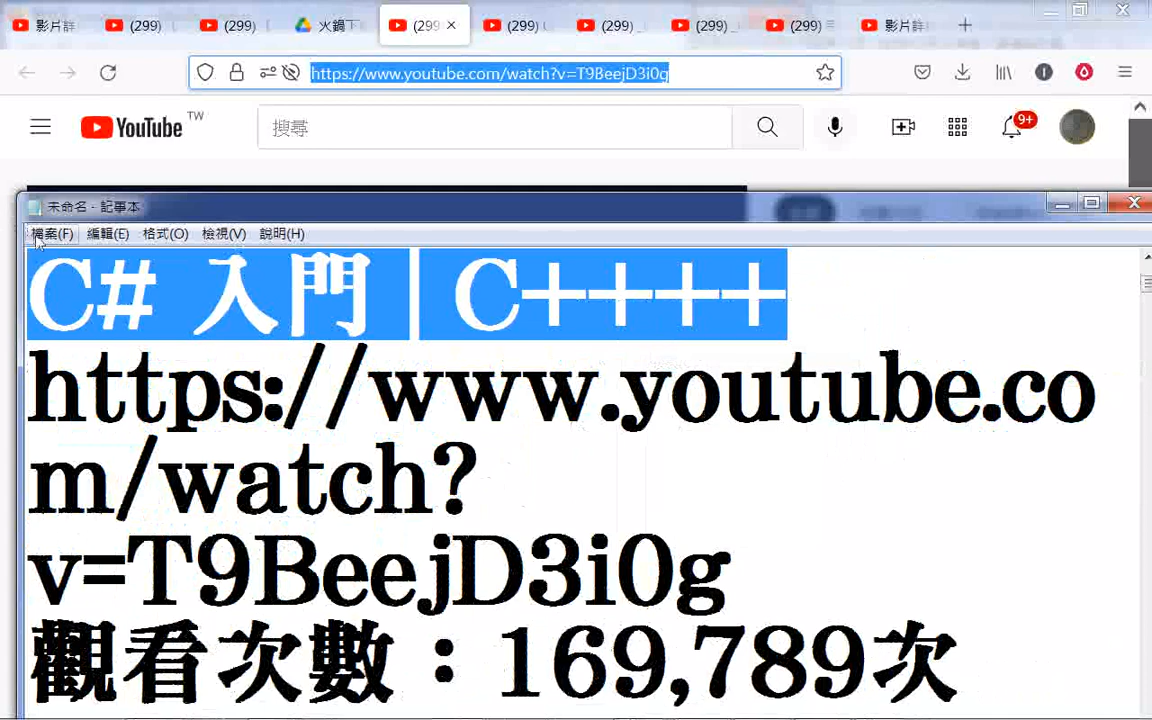 影片詳
(299)
(299)
火鍋下
(299
(299)
(299)
(299)
(299)
影片詳
https://www.youtube.com/watch?v=T9BeejD3i0g
YouTube TW
搜尋
9+
未命名 - 記事本
檔案(F) 編輯(E) 格式(O) 檢視(V) 說明(H)
C# 入門｜C++++
https://www.youtube.co
m/watch?
v=T9BeejD3i0g
觀看次數：169,789次